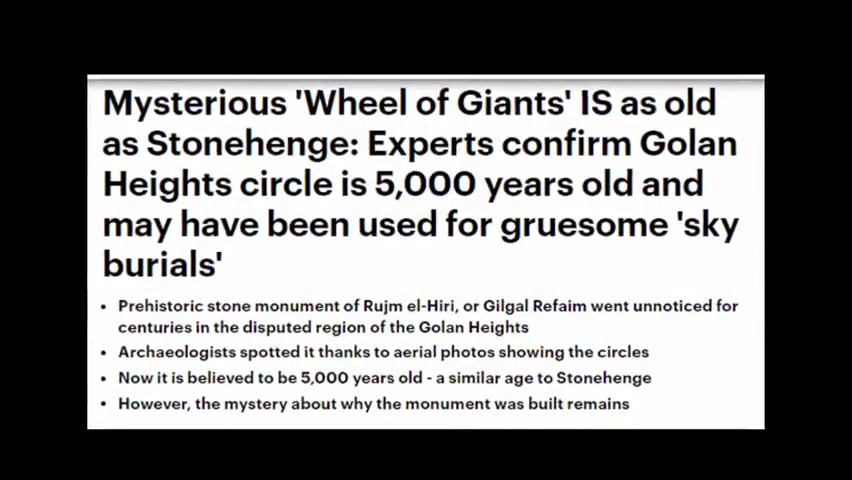 Mysterious 'Wheel of Giants' IS as old
as Stonehenge: Experts confirm Golan
Heights circle is 5,000 years old and
may have been used for gruesome 'sky
burials'
• Prehistoric stone monument of Rujm el-Hiri, or Gilgal Refaim went unnoticed for
centuries in the disputed region of the Golan Heights
• Archaeologists spotted it thanks to aerial photos showing the circles
• Now it is believed to be 5,000 years old - a similar age to Stonehenge
• However, the mystery about why the monument was built remains